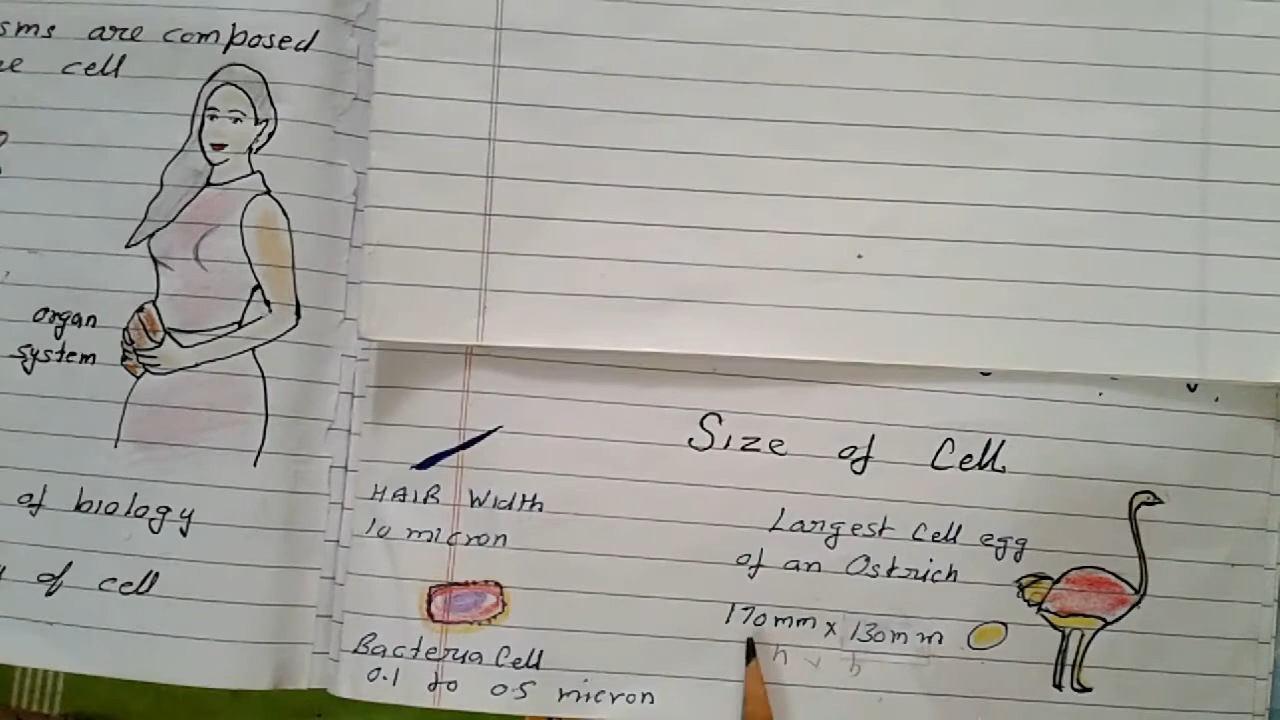 sms are composed
cell
organ
system
of biology
of cell
Size of Cell
HAIR Width
10 micron
Largest Cell egg
of an Ostrich
170mm x 130mm
Bacteria Cell
0.1 to 0.5 micron